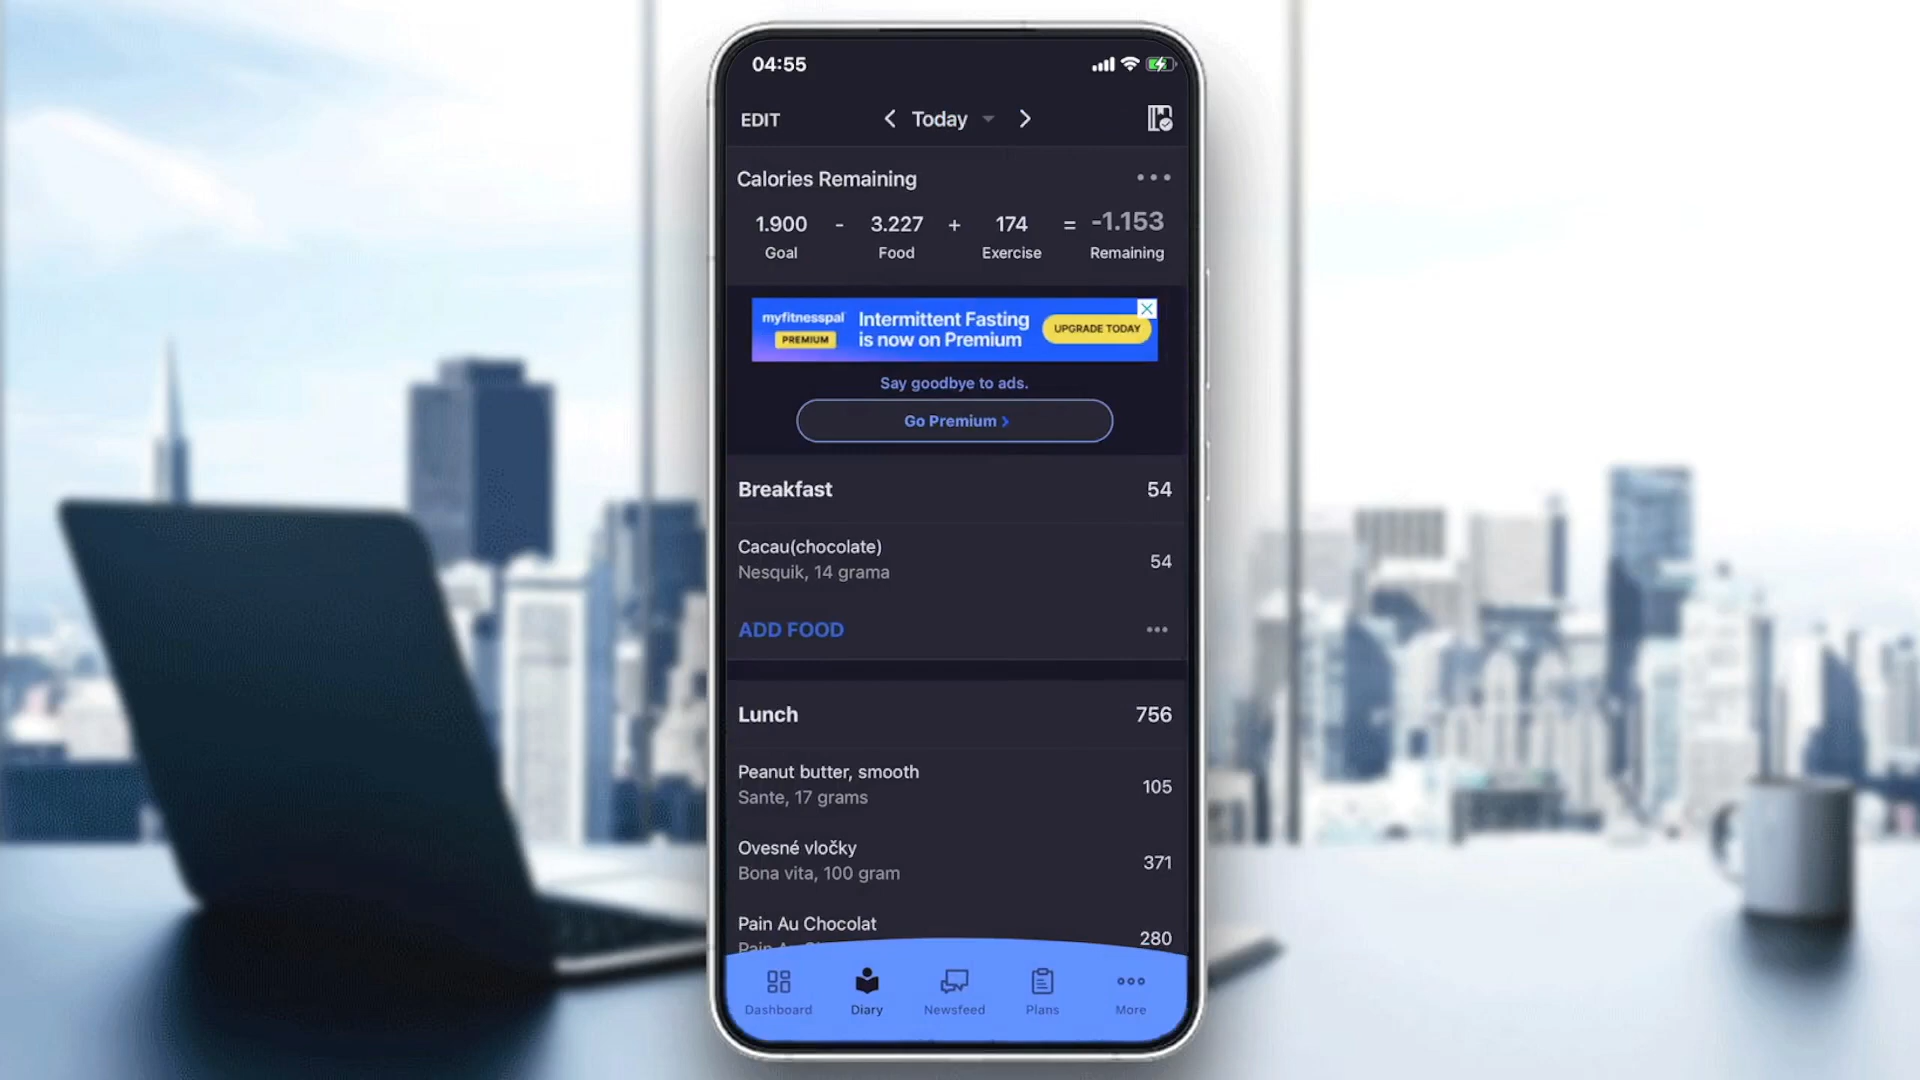 04:55
EDIT Today
Calories Remaining
1.900 - 3.227 + 174 = -1.153
Goal Food Exercise Remaining
myfitnesspal PREMIUM
Intermittent Fasting
is now on Premium
UPGRADE TODAY
Say goodbye to ads.
Go Premium >
Breakfast 54
Cacau(chocolate) 54
Nesquik, 14 grama
ADD FOOD
Lunch 756
Peanut butter, smooth 105
Sante, 17 grams
Ovesné vločky 371
Bona vita, 100 gram
Pain Au Chocolat 280
Dashboard Diary Newsfeed Plans More